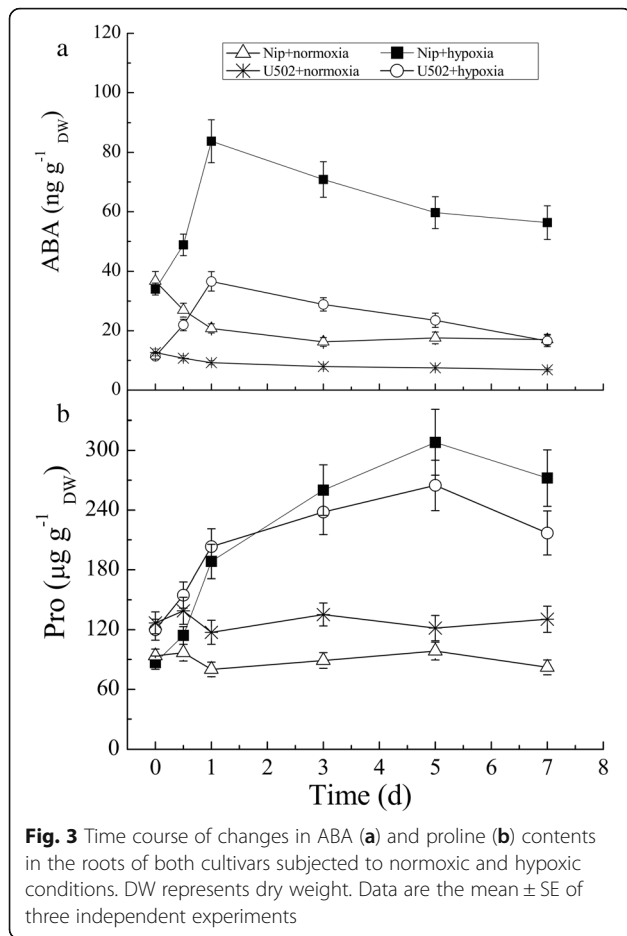 a
120
100
80
60
40
20
0
ABA (ng g⁻¹ DW)
Nip+normoxia Nip+hypoxia
U502+normoxia U502+hypoxia
b
300
240
180
120
60
0
Pro (µg g⁻¹ DW)
0 1 2 3 4 5 6 7 8
Time (d)
Fig. 3 Time course of changes in ABA (a) and proline (b) contents
in the roots of both cultivars subjected to normoxic and hypoxic
conditions. DW represents dry weight. Data are the mean ± SE of
three independent experiments